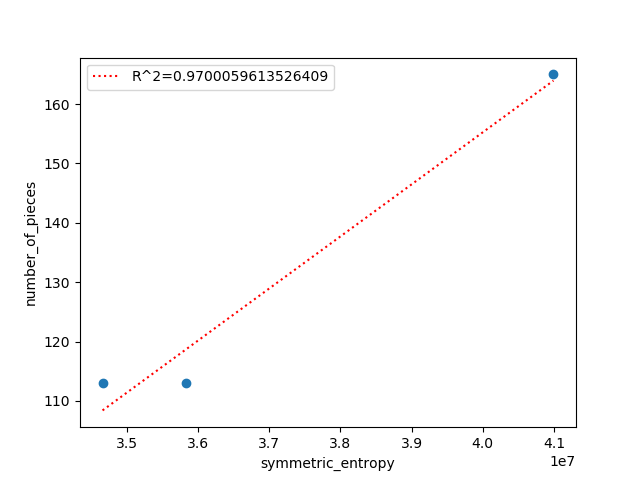 R^2=0.9700059613526409
160
150
140
130
120
110
number_of_pieces
3.5 3.6 3.7 3.8 3.9 4.0 4.1
1e7
symmetric_entropy